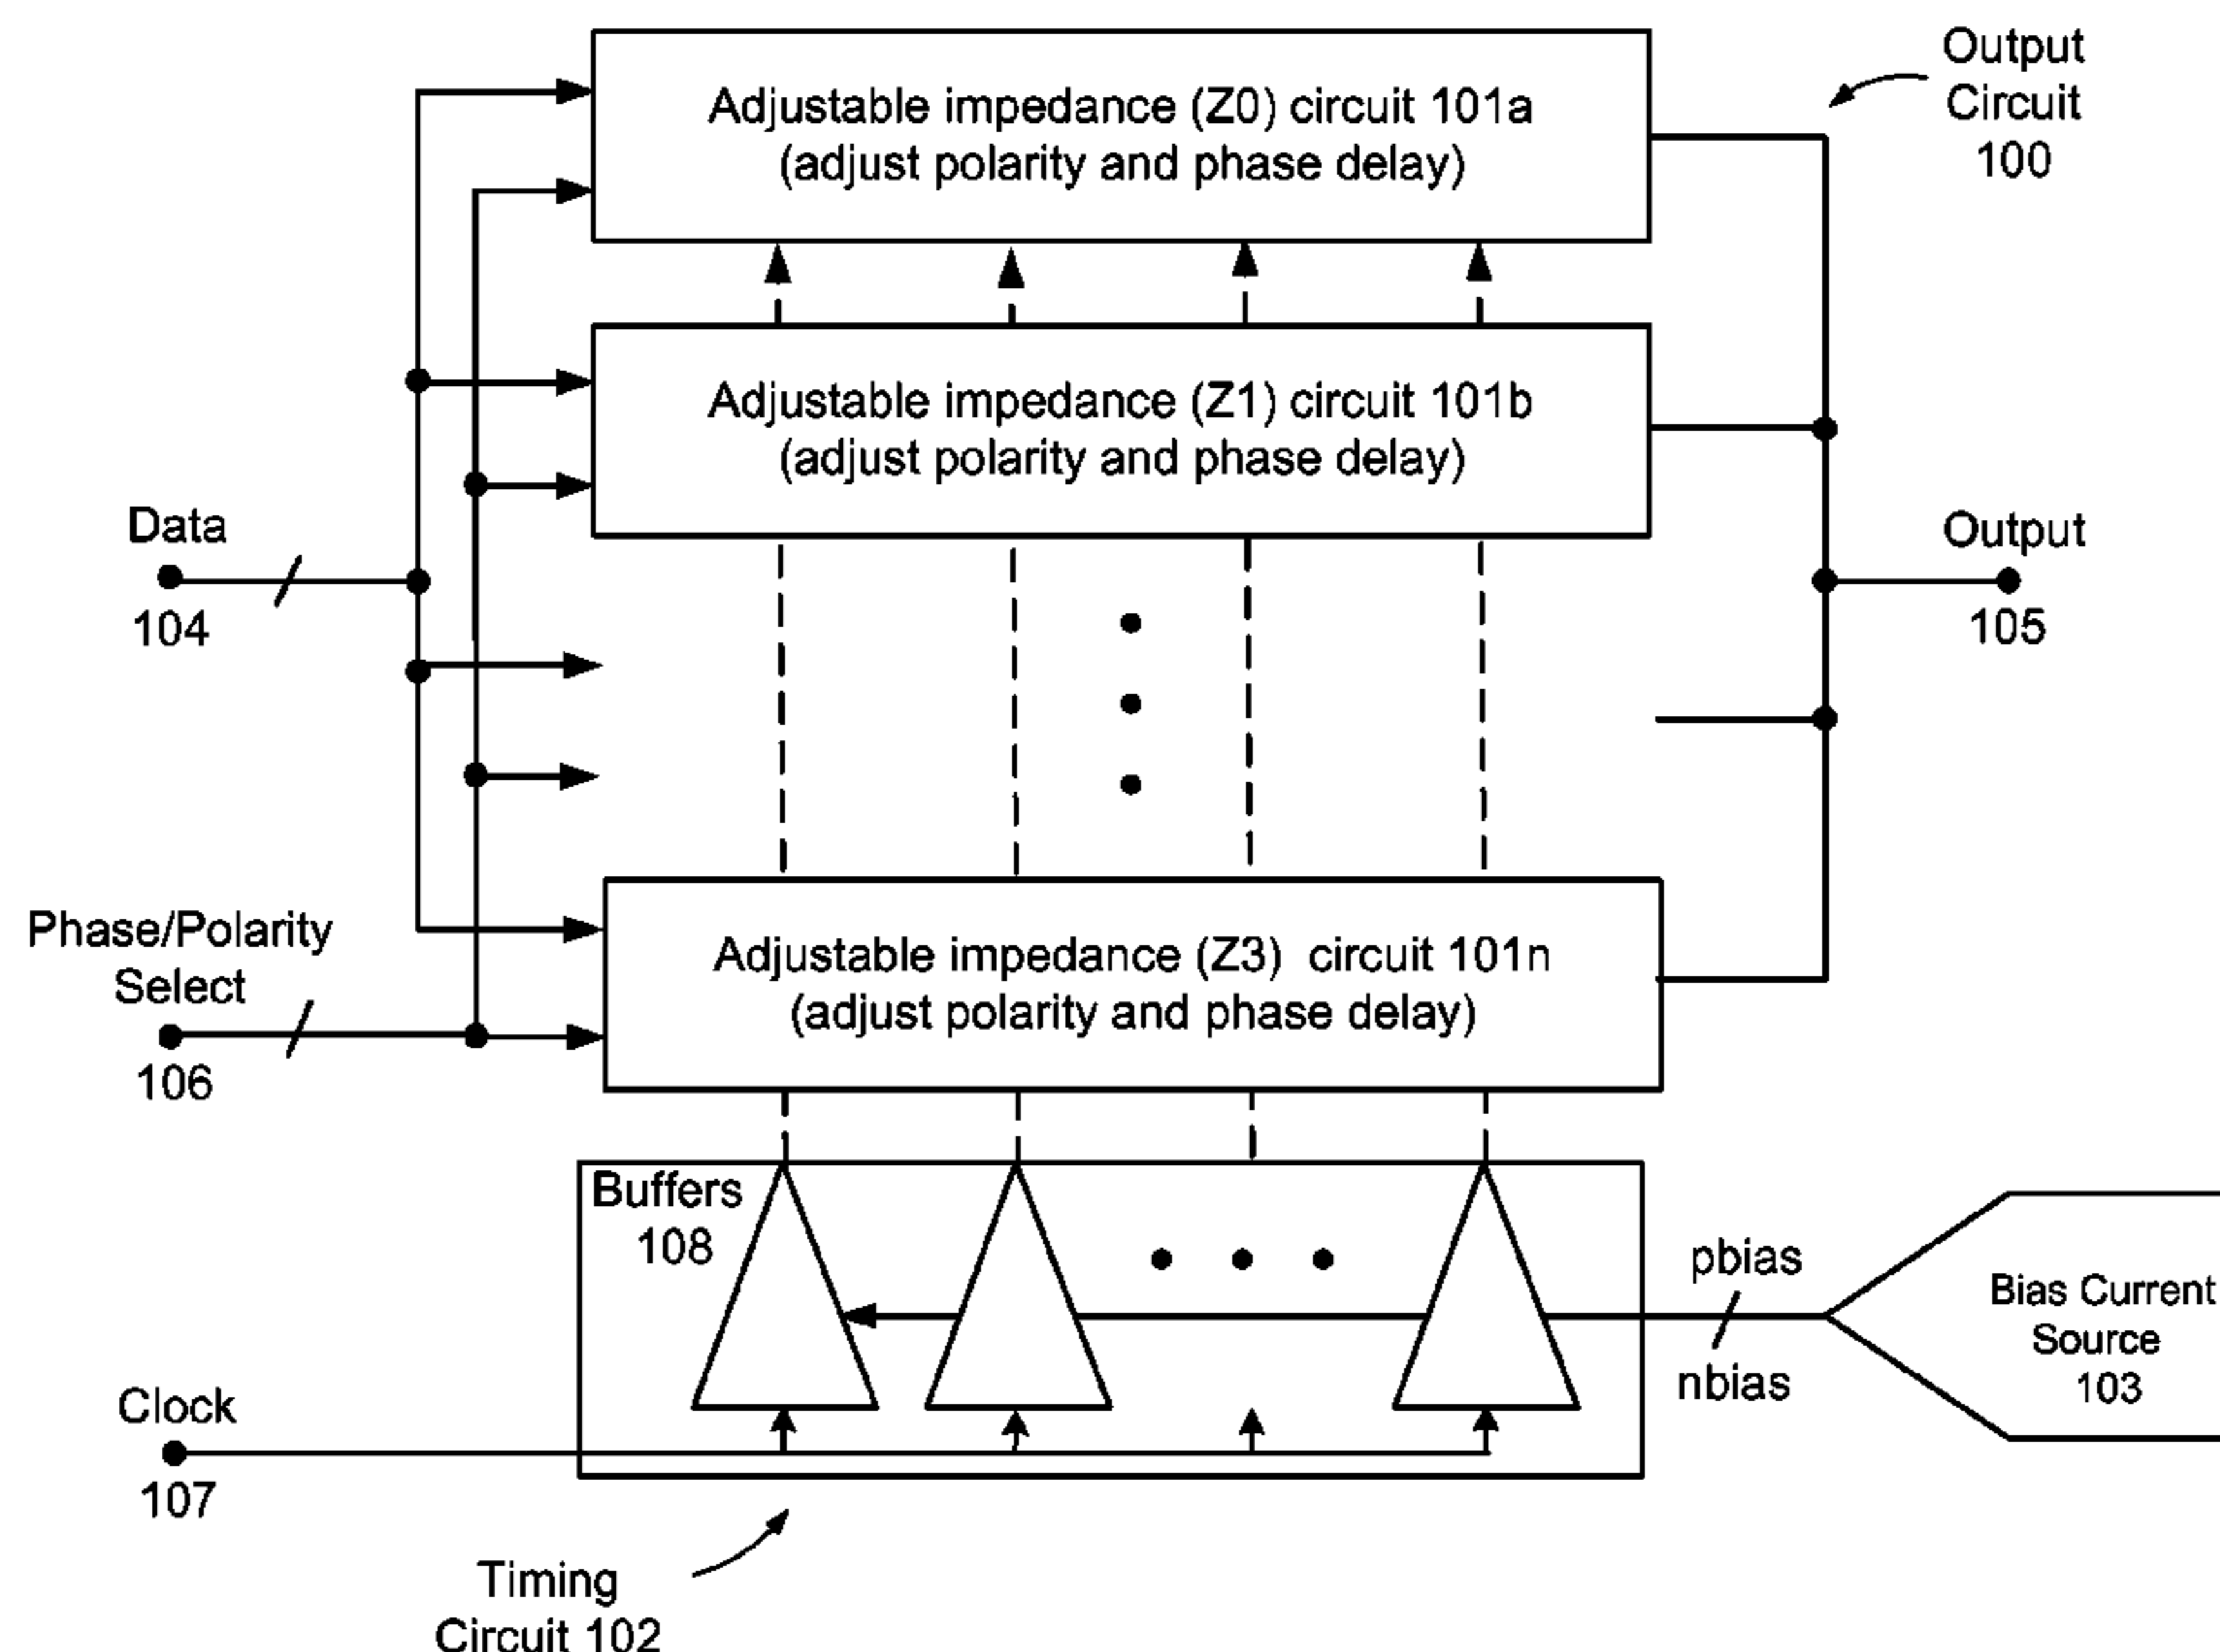 Output
Circuit
100
Adjustable impedance (Z0) circuit 101a
(adjust polarity and phase delay)
Adjustable impedance (Z1) circuit 101b
(adjust polarity and phase delay)
Data
104
Output
105
Phase/Polarity
Select
106
Adjustable impedance (Z3) circuit 101n
(adjust polarity and phase delay)
Buffers
108
pbias
nbias
Bias Current
Source
103
Clock
107
Timing
Circuit 102